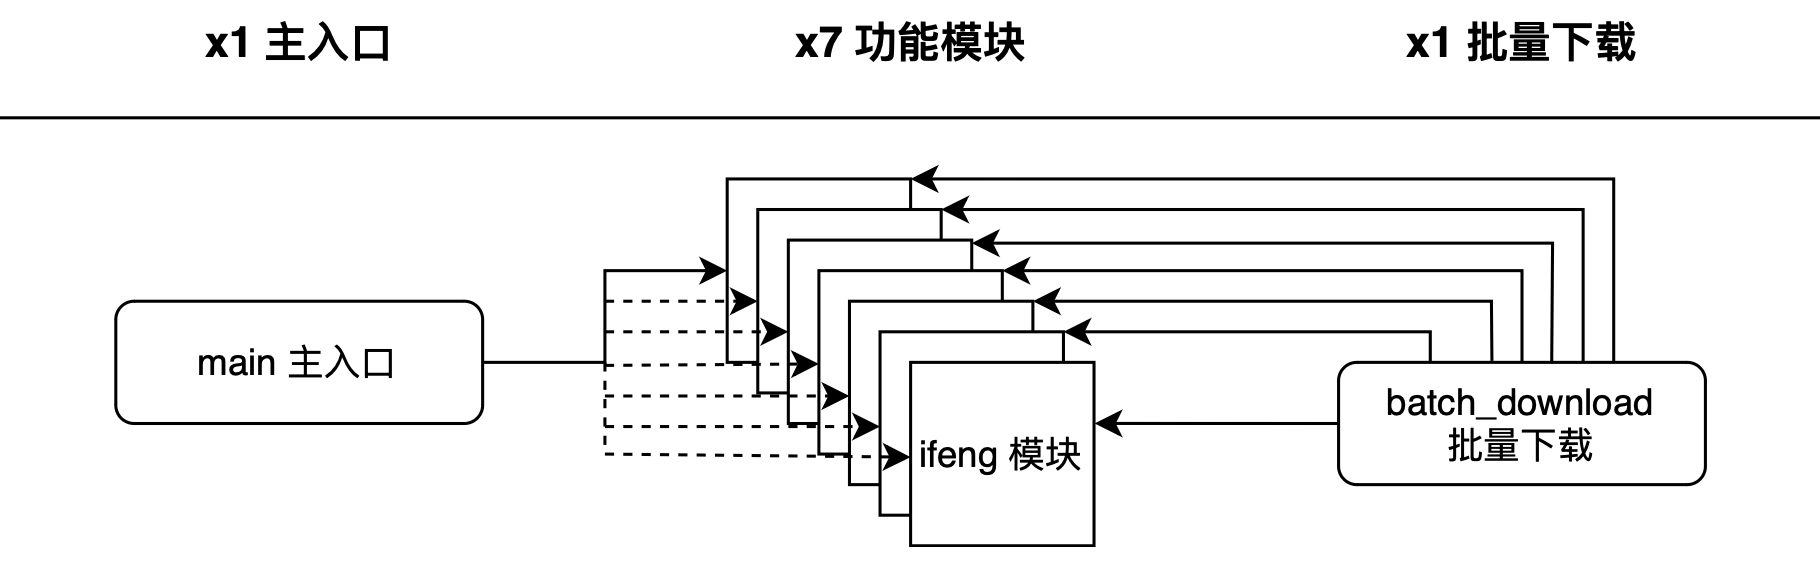 x1 主入口
x7 功能模块
x1 批量下载
main 主入口
ifeng 模块
batch_download
批量下载